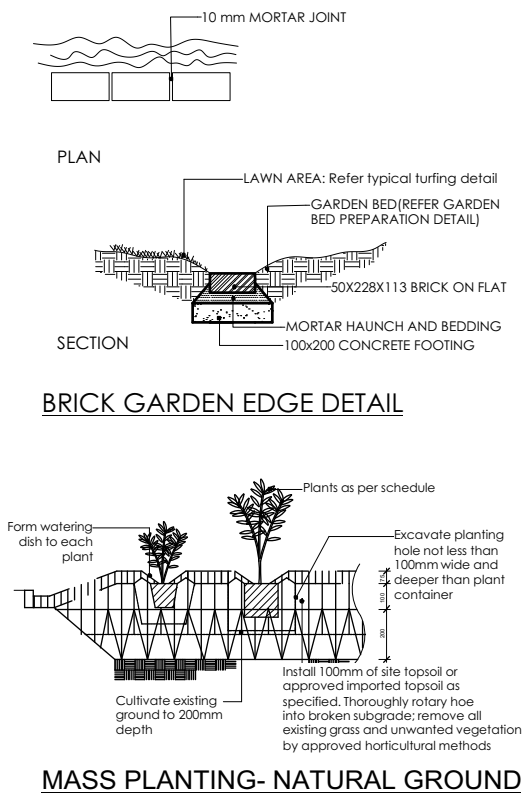 10 mm MORTAR JOINT
PLAN
LAWN AREA: Refer typical turfing detail
GARDEN BED(REFER GARDEN
BED PREPARATION DETAIL)
50X228X113 BRICK ON FLAT
MORTAR HAUNCH AND BEDDING
SECTION
100x200 CONCRETE FOOTING
BRICK GARDEN EDGE DETAIL
Plants as per schedule
Form watering
dish to each
plant
Excavate planting
hole not less than
100mm wide and
deeper than plant
container
75
100
200
Install 100mm of site topsoil or
approved imported topsoil as
specified. Thoroughly rotary hoe
into broken subgrade; remove all
existing grass and unwanted vegetation
by approved horticultural methods
Cultivate existing
ground to 200mm
depth
MASS PLANTING- NATURAL GROUND